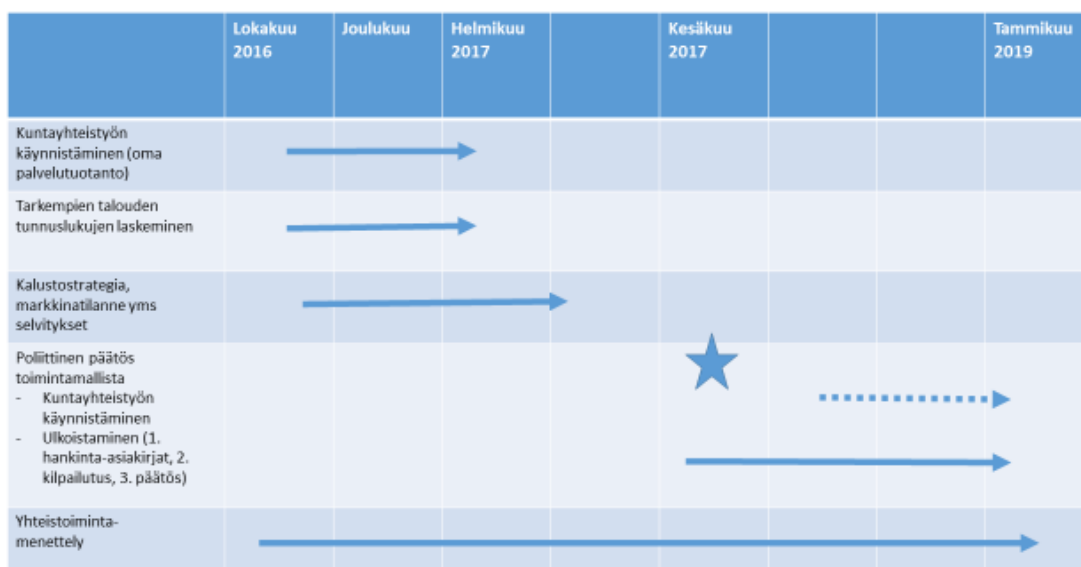 Lokakuu
2016
Joulukuu
Helmikuu
2017
Kesäkuu
2017
Tammikuu
2019
Kuntayhteistyön
käynnistäminen (oma
palvelutuotanto)
Tarkempien talouden
tunnuslukujen laskeminen
Kalustostrategia,
markkinatilanne yms
selvitykset
Poliittinen päätös
toimintamallista
- Kuntayhteistyön
käynnistäminen
- Ulkoistaminen (1.
hankinta-asiakirjat, 2.
kilpailutus, 3. päätös)
Yhteistoiminta-
menettely